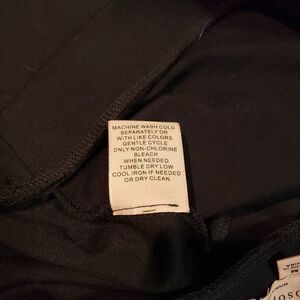 MACHINE WASH COLD
SEPARATELY OR
WITH LIKE COLORS
GENTLE CYCLE
ONLY NON-CHLORINE
BLEACH
WHEN NEEDED
TUMBLE DRY LOW
COOL IRON IF NEEDED
OR DRY CLEAN